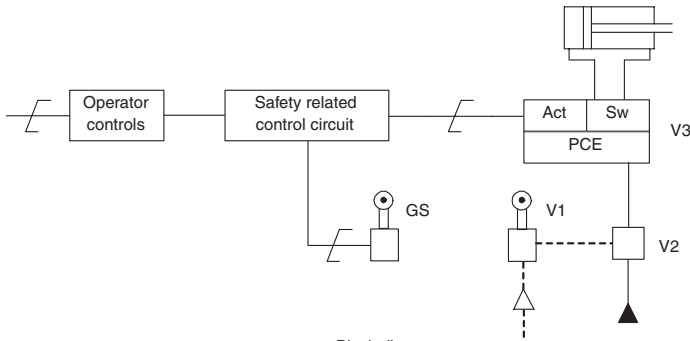 Operator
controls
Safety related
control circuit
Act
Sw
PCE
V3
GS
V1
V2